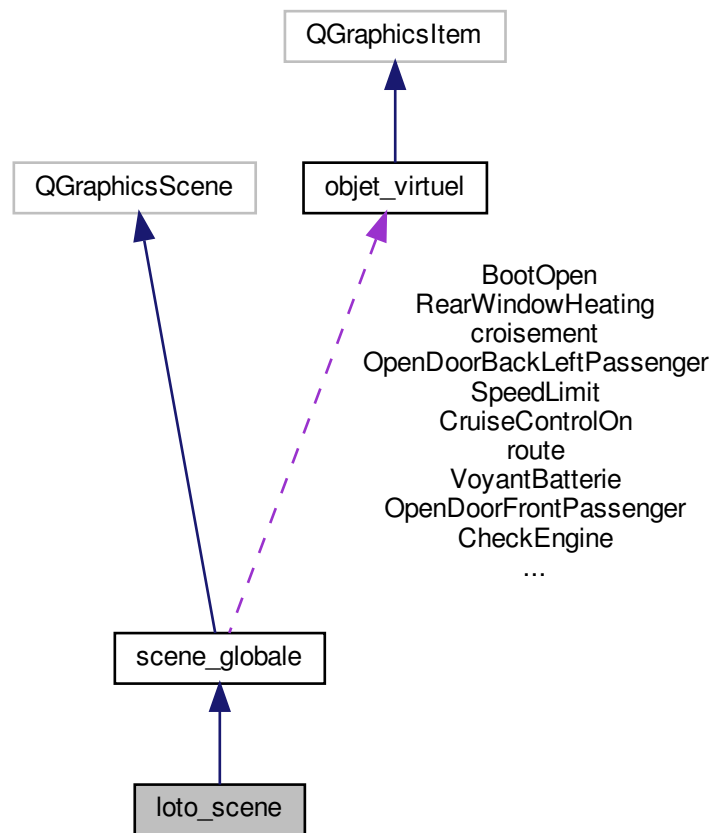 QGraphicsItem
QGraphicsScene
objet_virtuel
BootOpen
RearWindowHeating
croisement
OpenDoorBackLeftPassenger
SpeedLimit
CruiseControlOn
route
VoyantBatterie
OpenDoorFrontPassenger
CheckEngine
...
scene_globale
loto_scene